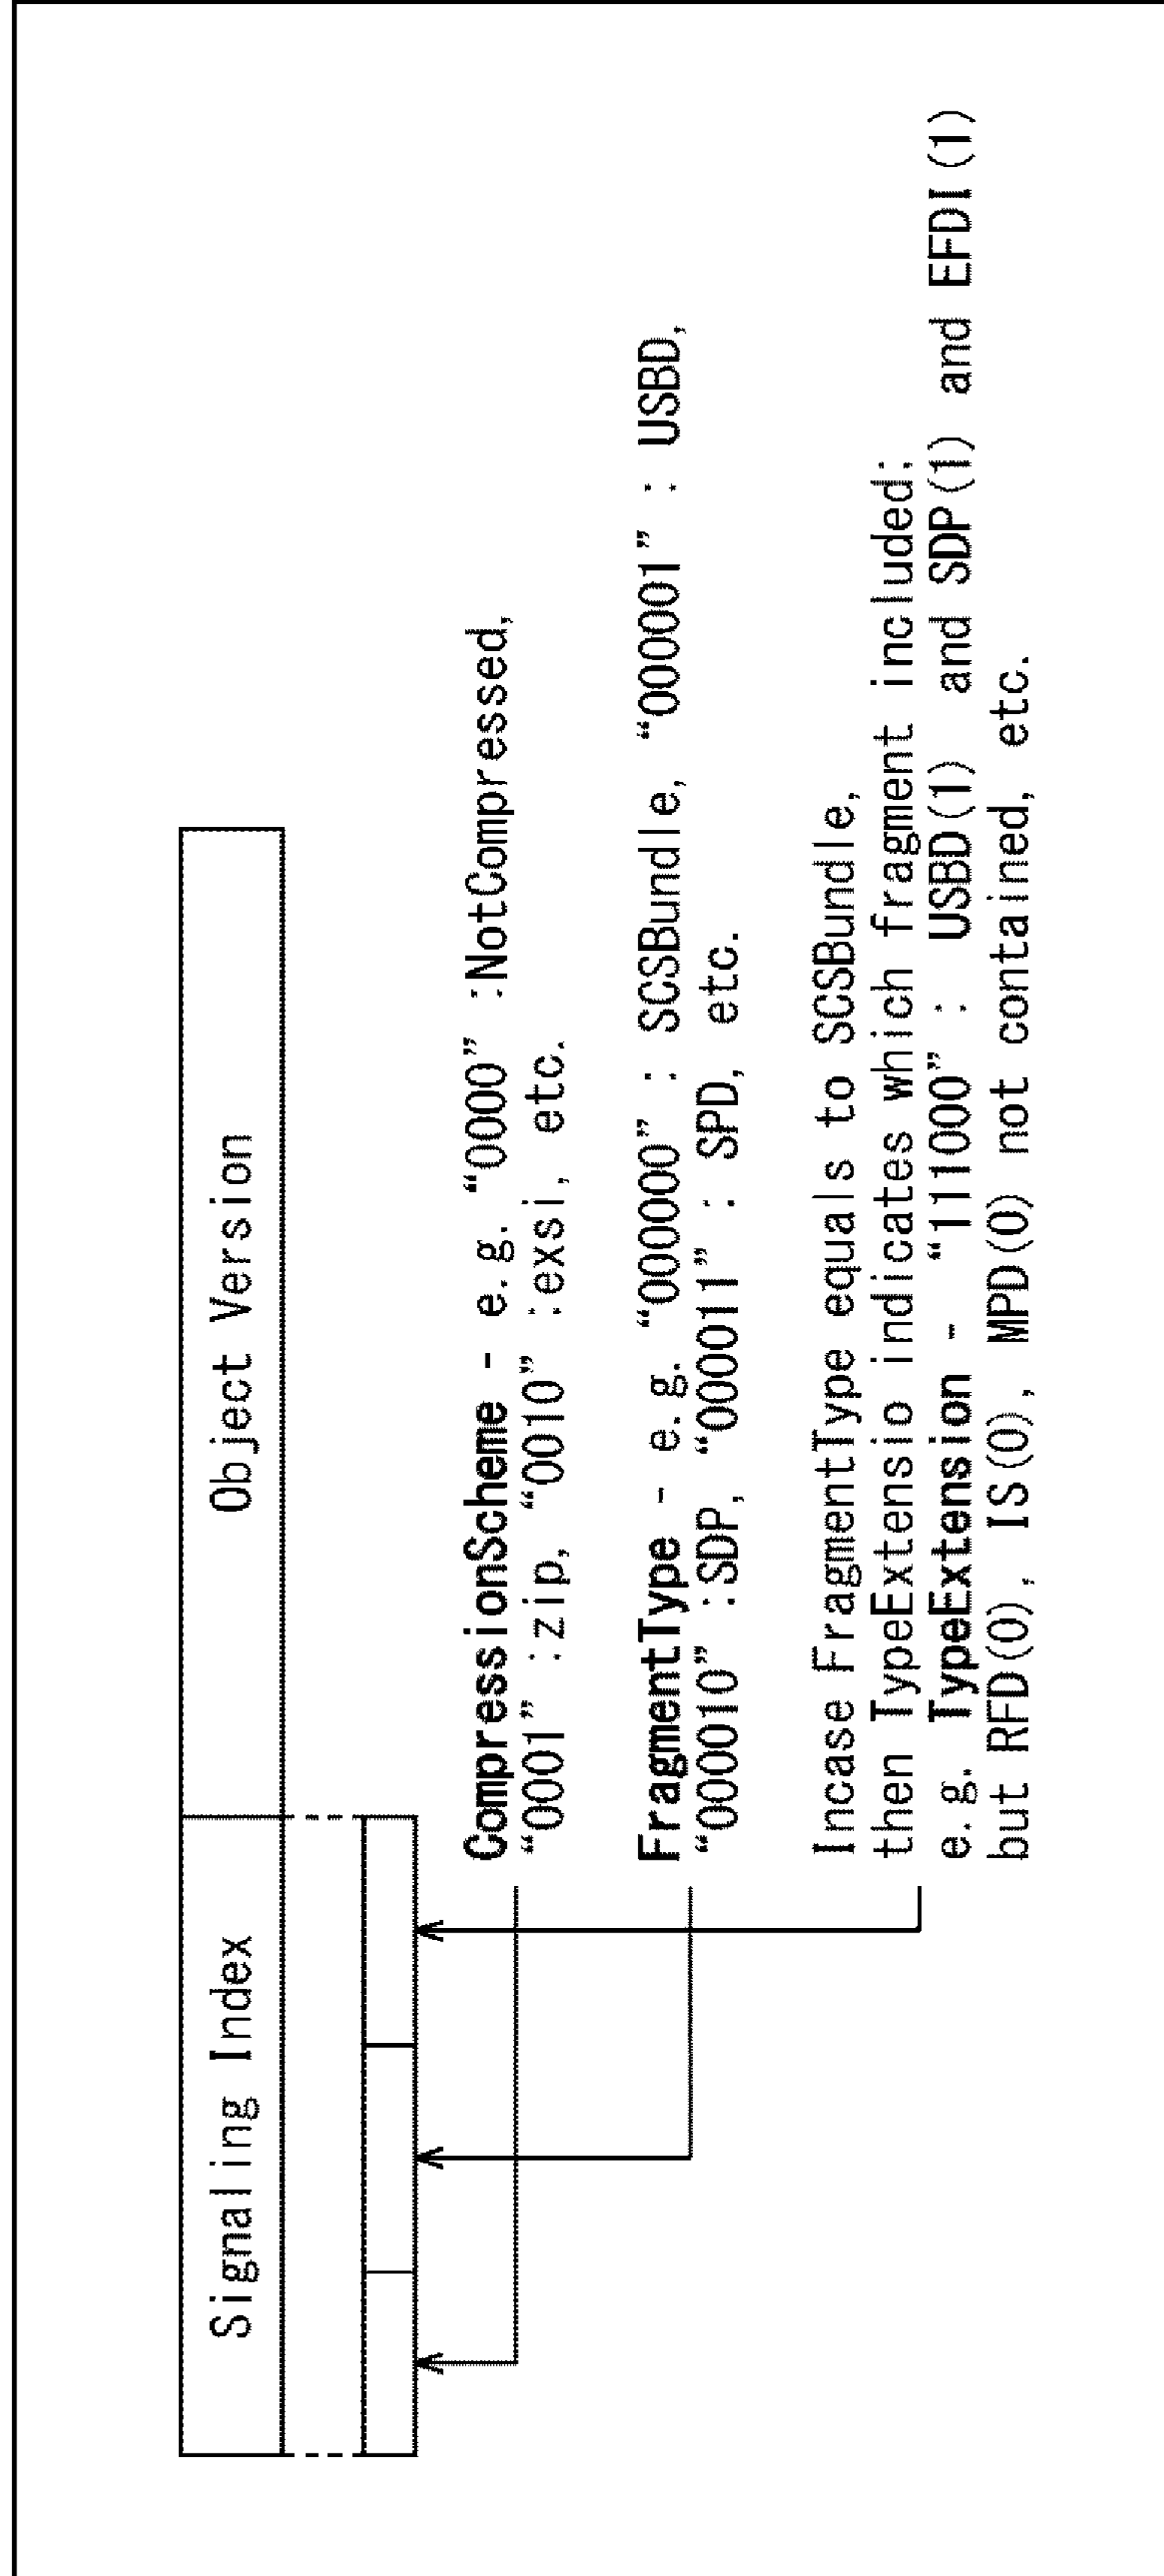 Signaling Index
Object Version
CompressionScheme - e.g. “0000” :NotCompressed,
“0001” :zip, “0010” :exsi, etc.
FragmentType - e.g. “000000” : SCSBundle, “000001” : USBD,
“000010” :SDP, “000011” : SPD, etc.
Incase FragmentType equals to SCSBundle,
then TypeExtensio indicates which fragment included;
e.g. TypeExtension - “111000” : USBD(1) and SDP(1) and EFDI(1)
but RFD(0), IS(0), MPD(0) not contained, etc.